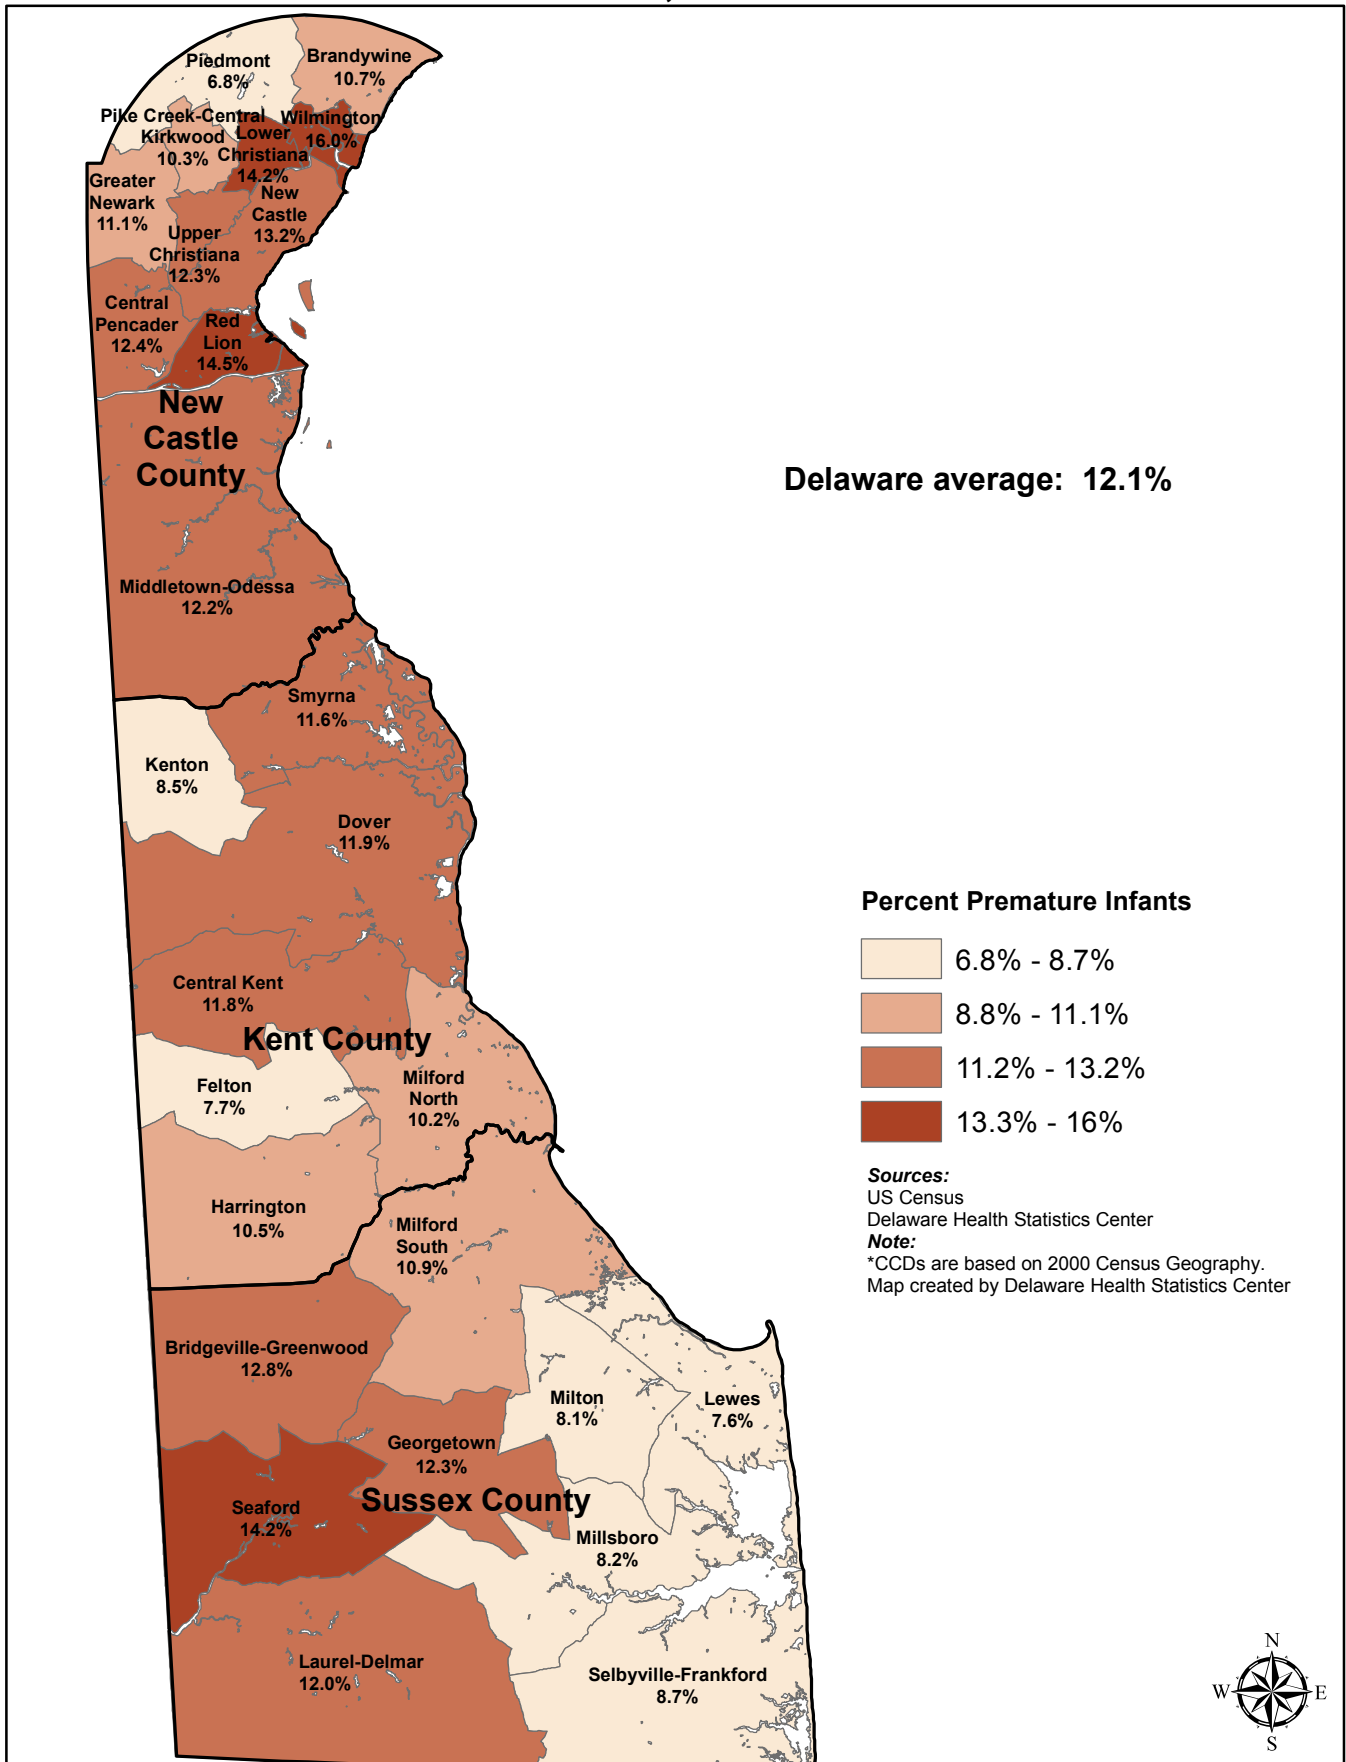 Piedmont
6.8%
Brandywine
10.7%
Pike Creek-Central
Kirkwood
10.3%
Lower
Christiana
14.2%
Wilmington
16.0%
Greater
Newark
11.1%
New
Castle
13.2%
Upper
Christiana
12.3%
Central
Pencader
12.4%
Red
Lion
14.5%
New
Castle
County
Delaware average: 12.1%
Middletown-Odessa
12.2%
Smyrna
11.6%
Kenton
8.5%
Dover
11.9%
Central Kent
11.8%
Kent County
Felton
7.7%
Milford
North
10.2%
Harrington
10.5%
Milford
South
10.9%
Bridgeville-Greenwood
12.8%
Milton
8.1%
Lewes
7.6%
Georgetown
12.3%
Sussex County
Seaford
14.2%
Millsboro
8.2%
Laurel-Delmar
12.0%
Selbyville-Frankford
8.7%
Percent Premature Infants
6.8% - 8.7%
8.8% - 11.1%
11.2% - 13.2%
13.3% - 16%
Sources:
US Census
Delaware Health Statistics Center
Note:
*CCDs are based on 2000 Census Geography.
Map created by Delaware Health Statistics Center
N
W
E
S